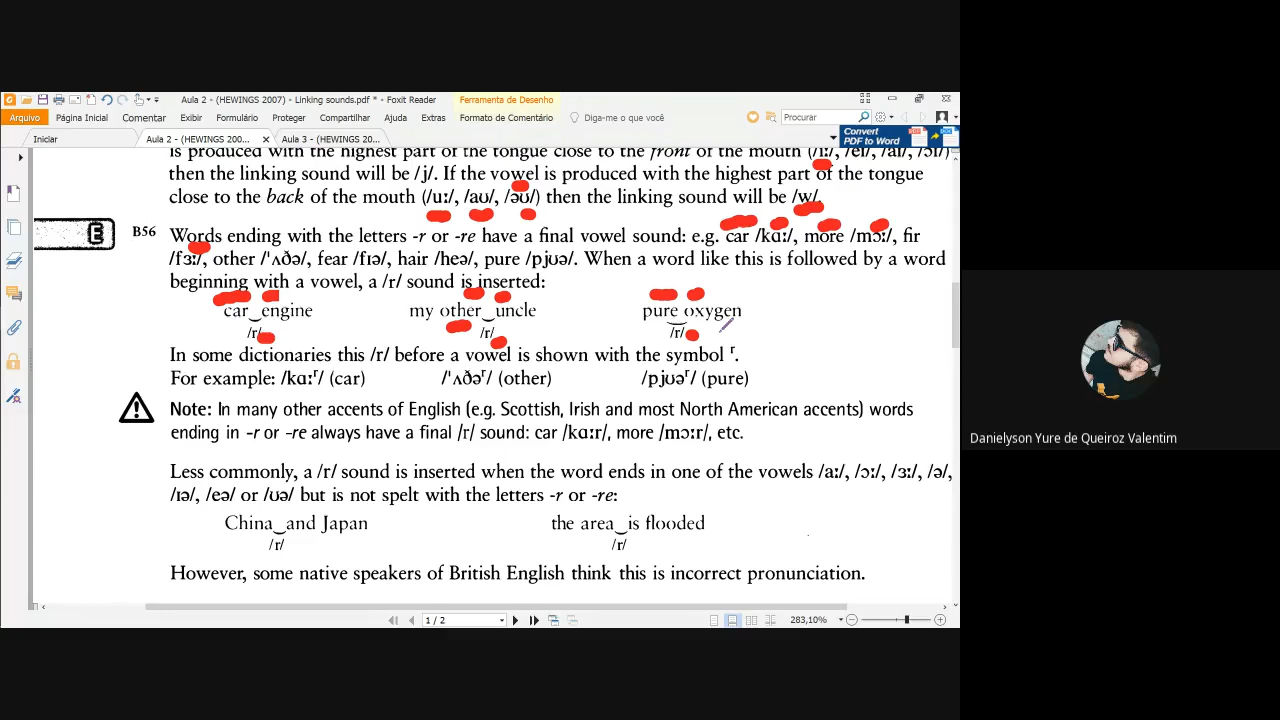 Aula 2 - (HEWINGS 2007) - Linking sounds.pdf * - Foxit Reader
Ferramenta de Desenho
Arquivo Página Inicial Comentar Exibir Formulário Proteger Compartilhar Ajuda Extras Formato de Comentário Diga-me o que você Procurar
Iniciar
Aula 2 - (HEWINGS 200... ×
Aula 3 - (HEWINGS 20...
Convert
PDF to Word
is produced with the highest part of the tongue close to the front of the mouth (/iː/, /eɪ/, /aɪ/, /ɔɪ/)
then the linking sound will be /j/. If the vowel is produced with the highest part of the tongue
close to the back of the mouth (/uː/, /aʊ/, /əʊ/) then the linking sound will be /w/.
E
B56 Words ending with the letters -r or -re have a final vowel sound: e.g. car /kɑː/, more /mɔː/, fir
/fɜː/, other /ˈʌðə/, fear /fɪə/, hair /heə/, pure /pjʊə/. When a word like this is followed by a word
beginning with a vowel, a /r/ sound is inserted:
car‿engine my other‿uncle pure‿oxygen
/r/ /r/ /r/
In some dictionaries this /r/ before a vowel is shown with the symbol ʳ.
For example: /kɑːʳ/ (car) /ˈʌðəʳ/ (other) /pjʊəʳ/ (pure)
Note: In many other accents of English (e.g. Scottish, Irish and most North American accents) words
ending in -r or -re always have a final /r/ sound: car /kɑːr/, more /mɔːr/, etc.
Less commonly, a /r/ sound is inserted when the word ends in one of the vowels /aː/, /ɔː/, /ɜː/, /ə/,
/ɪə/, /eə/ or /ʊə/ but is not spelt with the letters -r or -re:
China‿and Japan the area‿is flooded
/r/ /r/
However, some native speakers of British English think this is incorrect pronunciation.
1 / 2
283,10%
Danielyson Yure de Queiroz Valentim